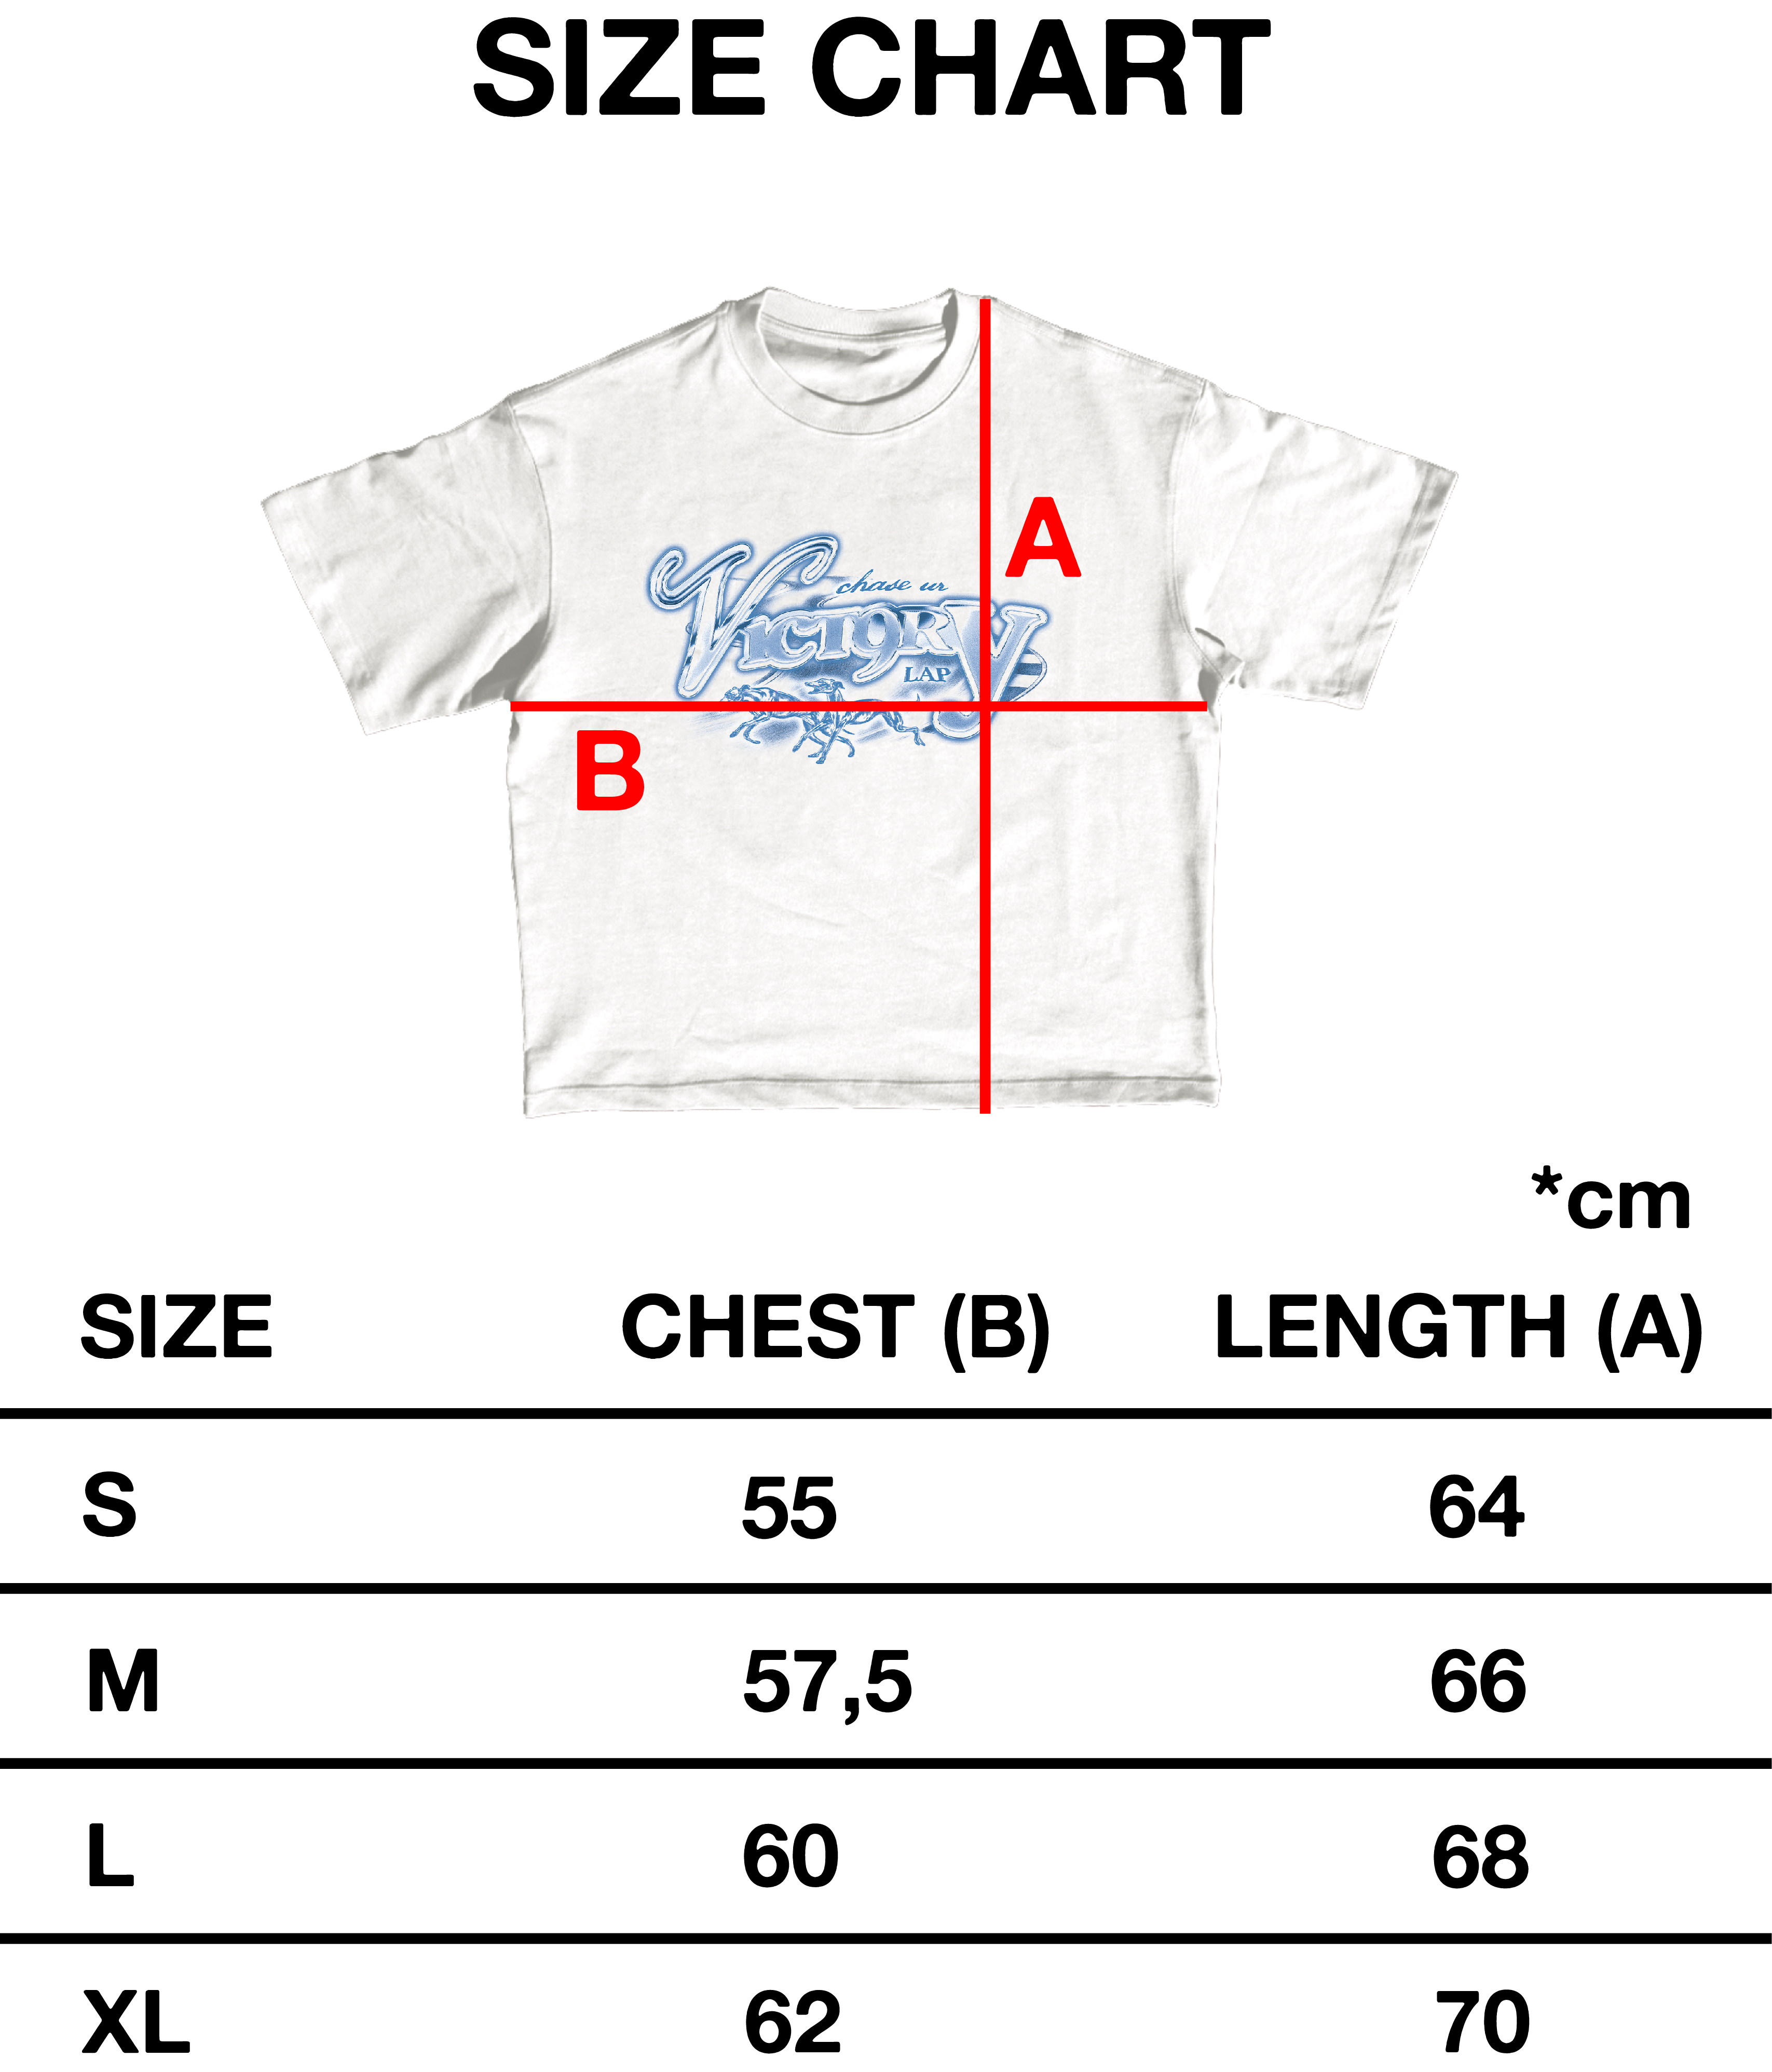 SIZE CHART
chase ur
VICT9RY
LAP
A
B
*cm
SIZE CHEST (B) LENGTH (A)
S 55 64
M 57,5 66
L 60 68
XL 62 70